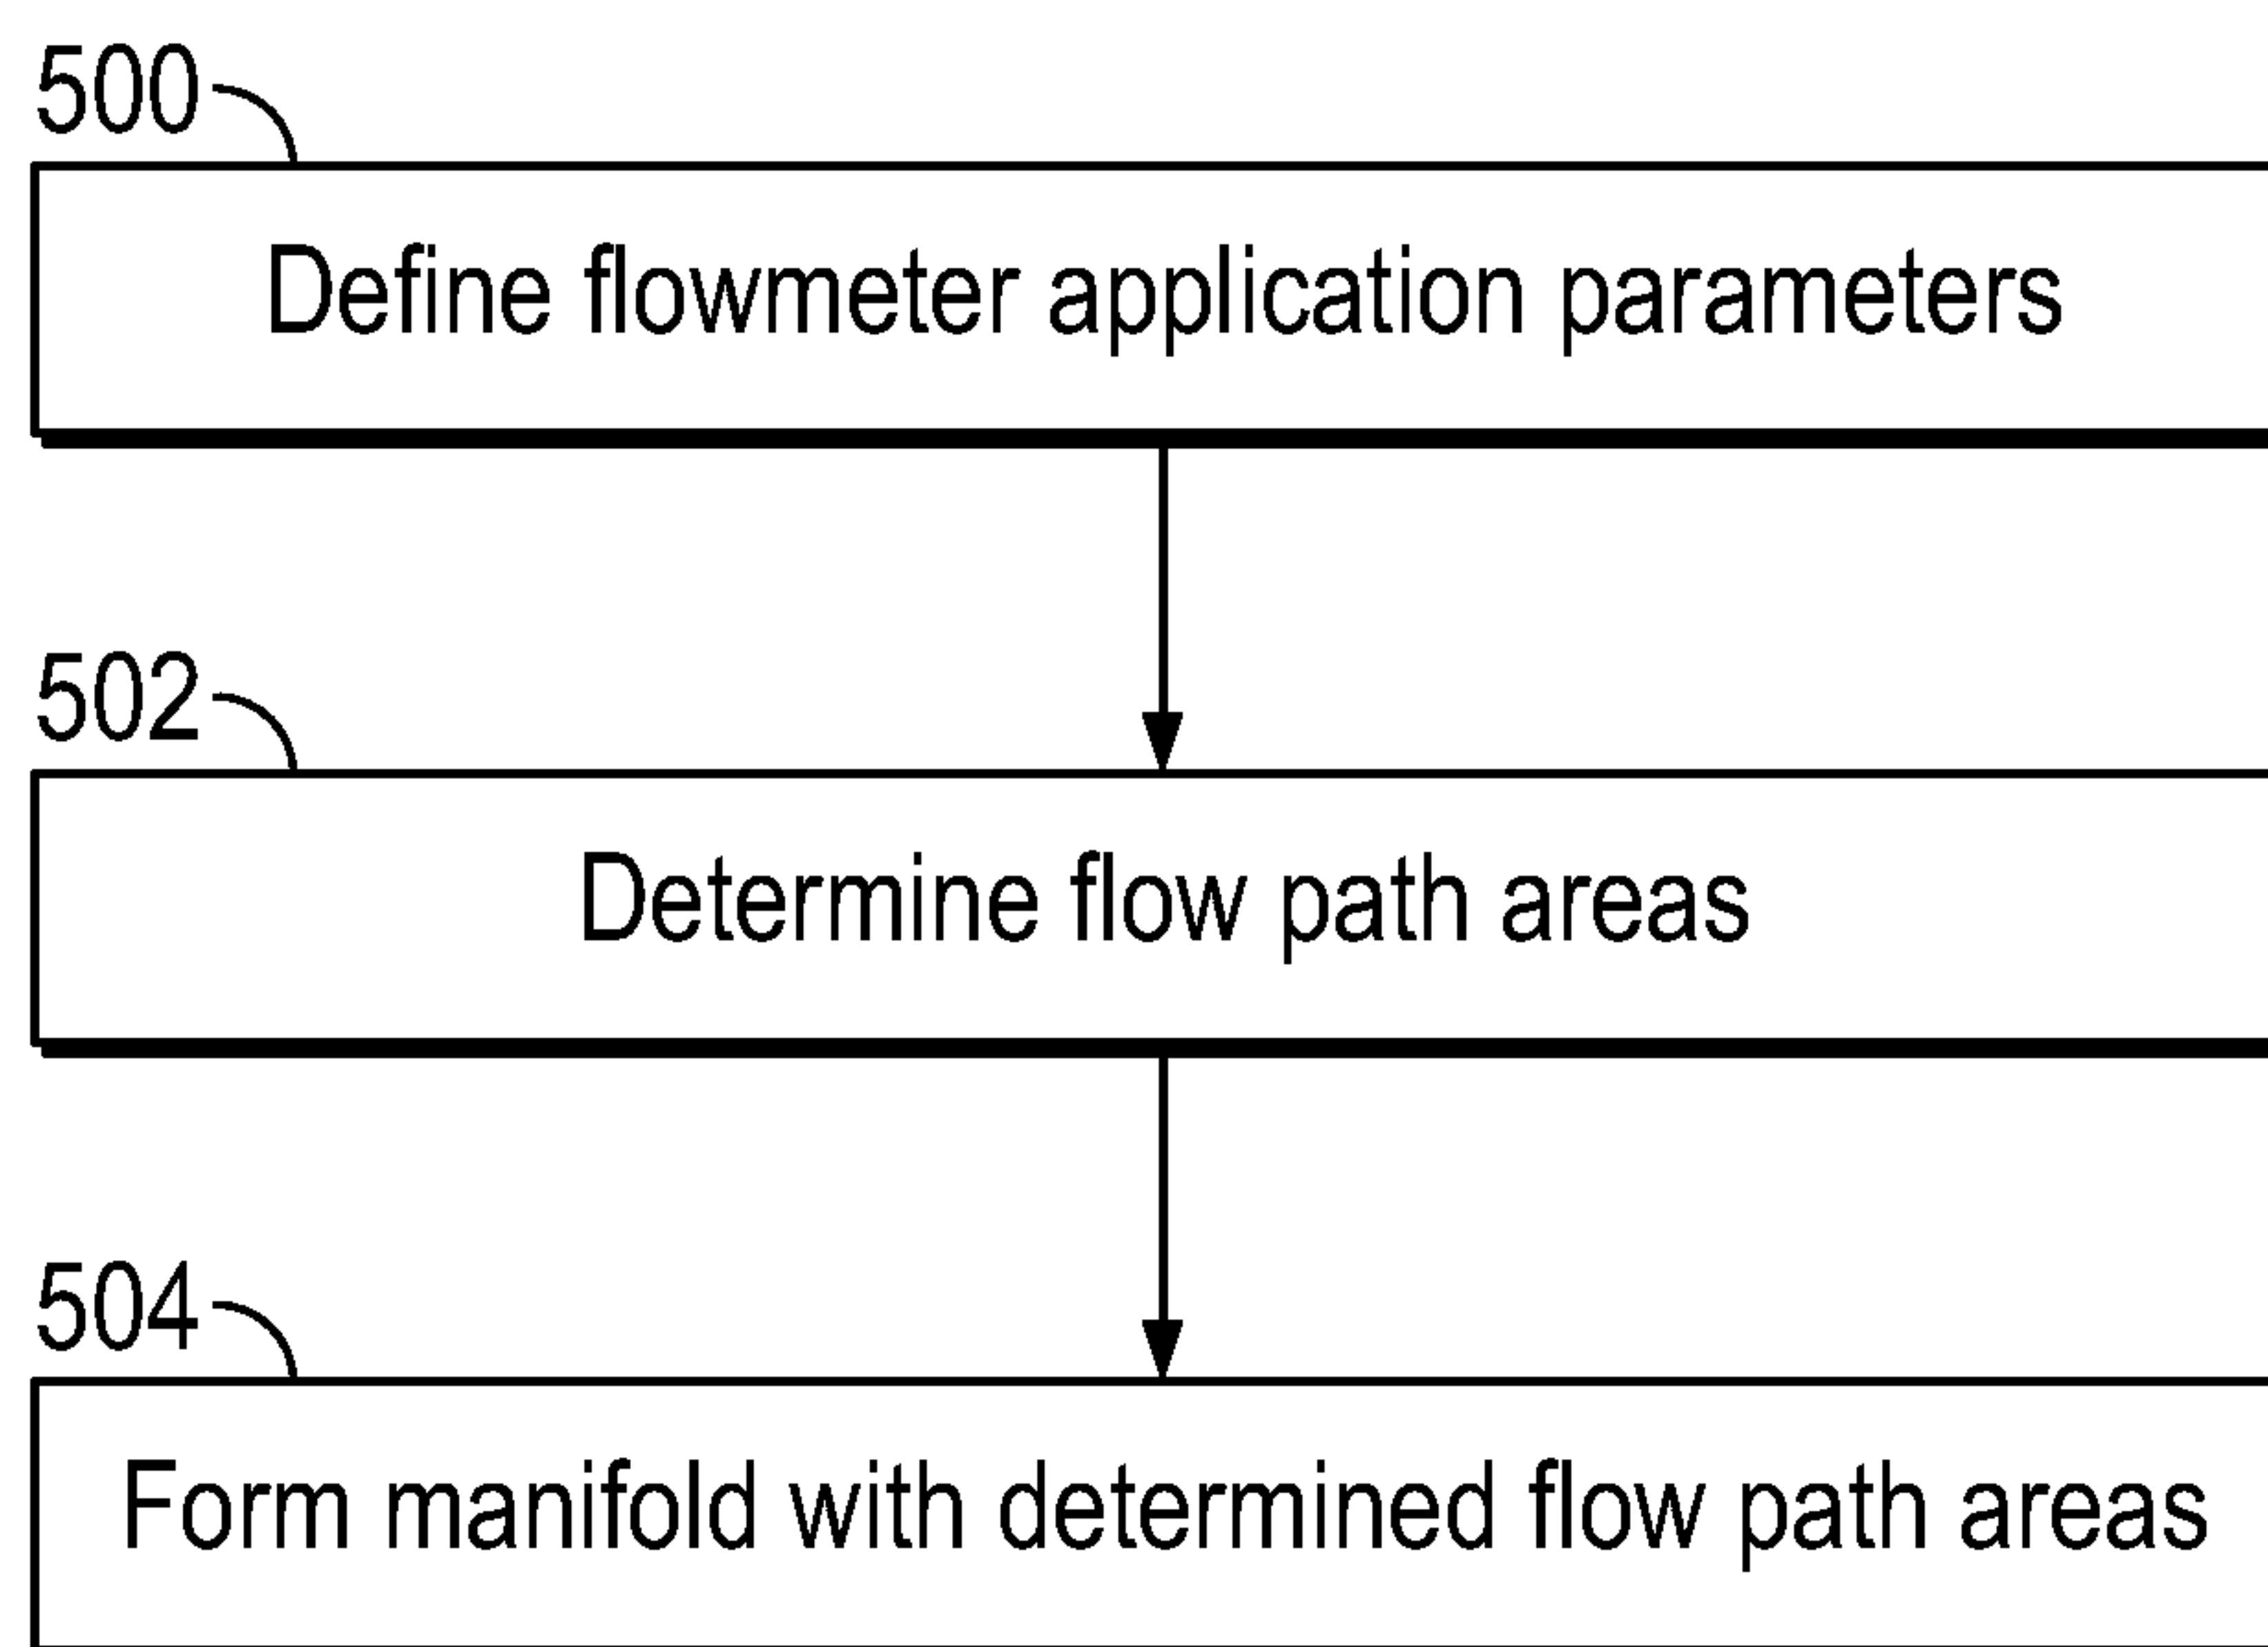 500
Define flowmeter application parameters
502
Determine flow path areas
504
Form manifold with determined flow path areas